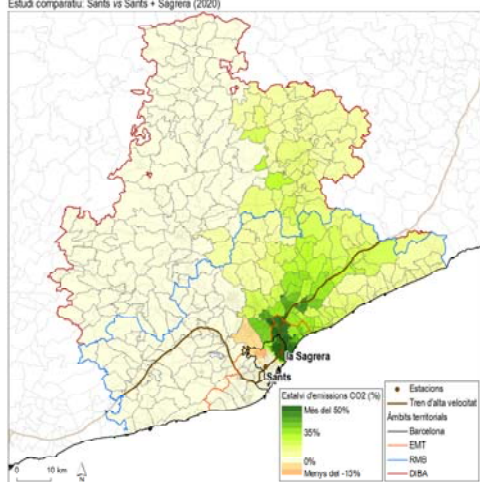 Estudi comparatiu: Sants vs Sants + Sagrera (2020)
la Sagrera
Sants
Estalvi d'emissions CO2 (%)
Més del 50%
35%
0%
Menys del -15%
Estacions
Tren d'alta velocitat
Àmbits territorials
Barcelona
EMT
RMB
DIBA
0 10 km
N